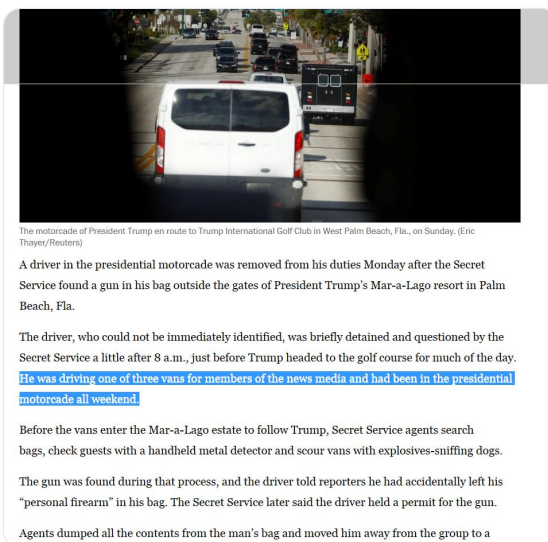 The motorcade of President Trump en route to Trump International Golf Club in West Palm Beach, Fla., on Sunday. (Eric
Thayer/Reuters)
A driver in the presidential motorcade was removed from his duties Monday after the Secret
Service found a gun in his bag outside the gates of President Trump's Mar-a-Lago resort in Palm
Beach, Fla.
The driver, who could not be immediately identified, was briefly detained and questioned by the
Secret Service a little after 8 a.m., just before Trump headed to the golf course for much of the day.
He was driving one of three vans for members of the news media and had been in the presidential
motorcade all weekend.
Before the vans enter the Mar-a-Lago estate to follow Trump, Secret Service agents search
bags, check guests with a handheld metal detector and scour vans with explosives-sniffing dogs.
The gun was found during that process, and the driver told reporters he had accidentally left his
“personal firearm” in his bag. The Secret Service later said the driver held a permit for the gun.
Agents dumped all the contents from the man's bag and moved him away from the group to a